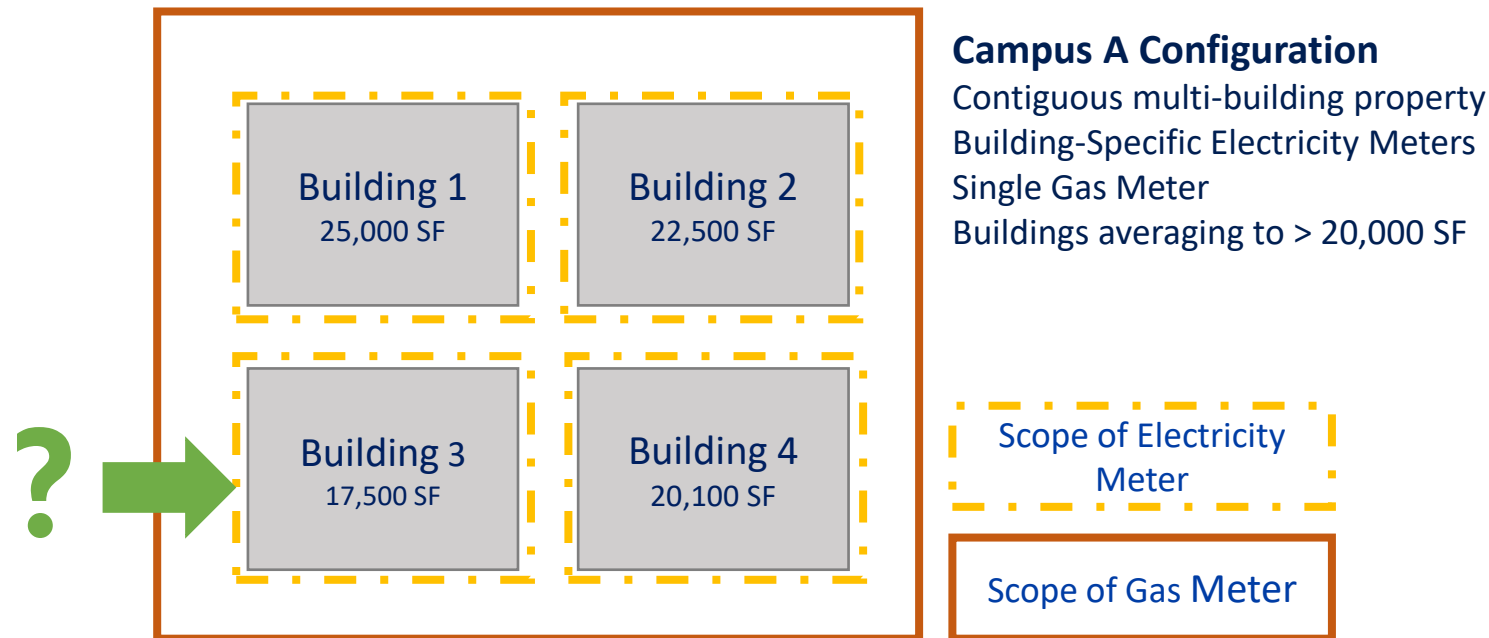 Campus A Configuration
Contiguous multi-building property
Building-Specific Electricity Meters
Single Gas Meter
Buildings averaging to > 20,000 SF
Building 1
25,000 SF
Building 2
22,500 SF
Building 3
17,500 SF
Building 4
20,100 SF
?
Scope of Electricity
Meter
Scope of Gas Meter